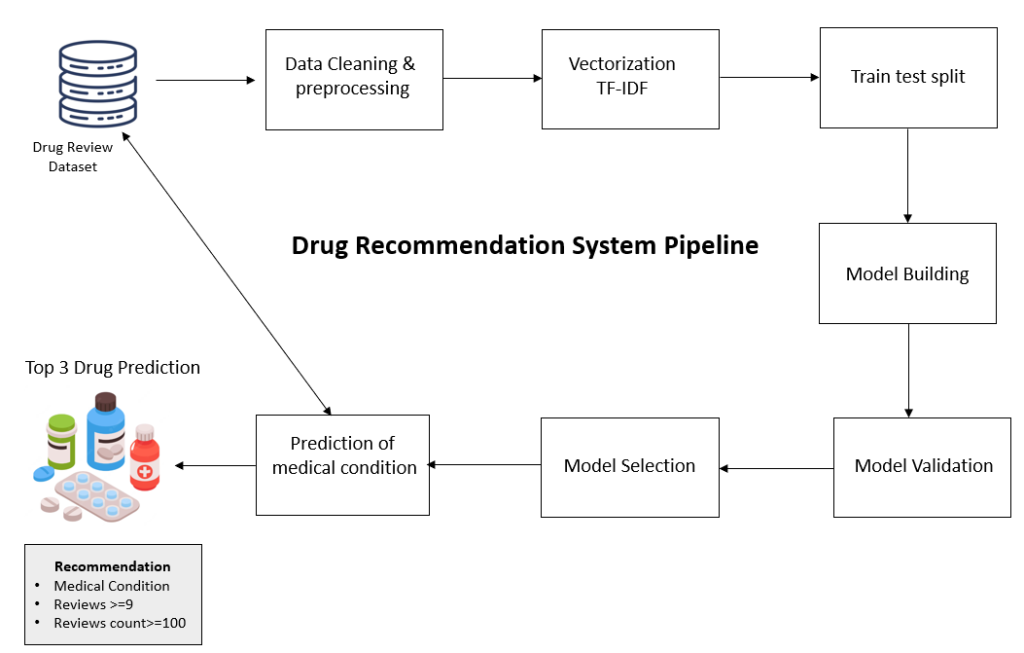 Drug Review
Dataset
Data Cleaning &
preprocessing
Vectorization
TF-IDF
Train test split
Drug Recommendation System Pipeline
Model Building
Top 3 Drug Prediction
Prediction of
medical condition
Model Selection
Model Validation
Recommendation
• Medical Condition
• Reviews >=9
• Reviews count>=100